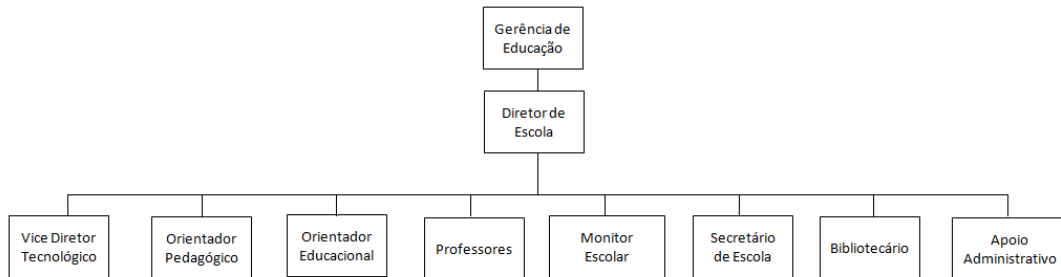 Gerência de
Educação
Diretor de
Escola
Vice Diretor
Tecnológico
Orientador
Pedagógico
Orientador
Educacional
Professores
Monitor
Escolar
Secretário
de Escola
Bibliotecário
Apoio
Administrativo